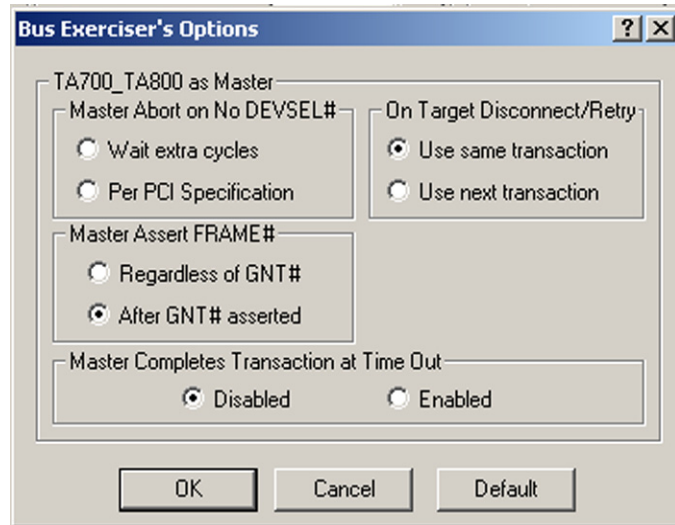 Bus Exerciser's Options
TA700_TA800 as Master
Master Abort on No DEVSEL#
Wait extra cycles
Per PCI Specification
On Target Disconnect/Retry
Use same transaction
Use next transaction
Master Assert FRAME#
Regardless of GNT#
After GNT# asserted
Master Completes Transaction at Time Out
Disabled
Enabled
OK
Cancel
Default